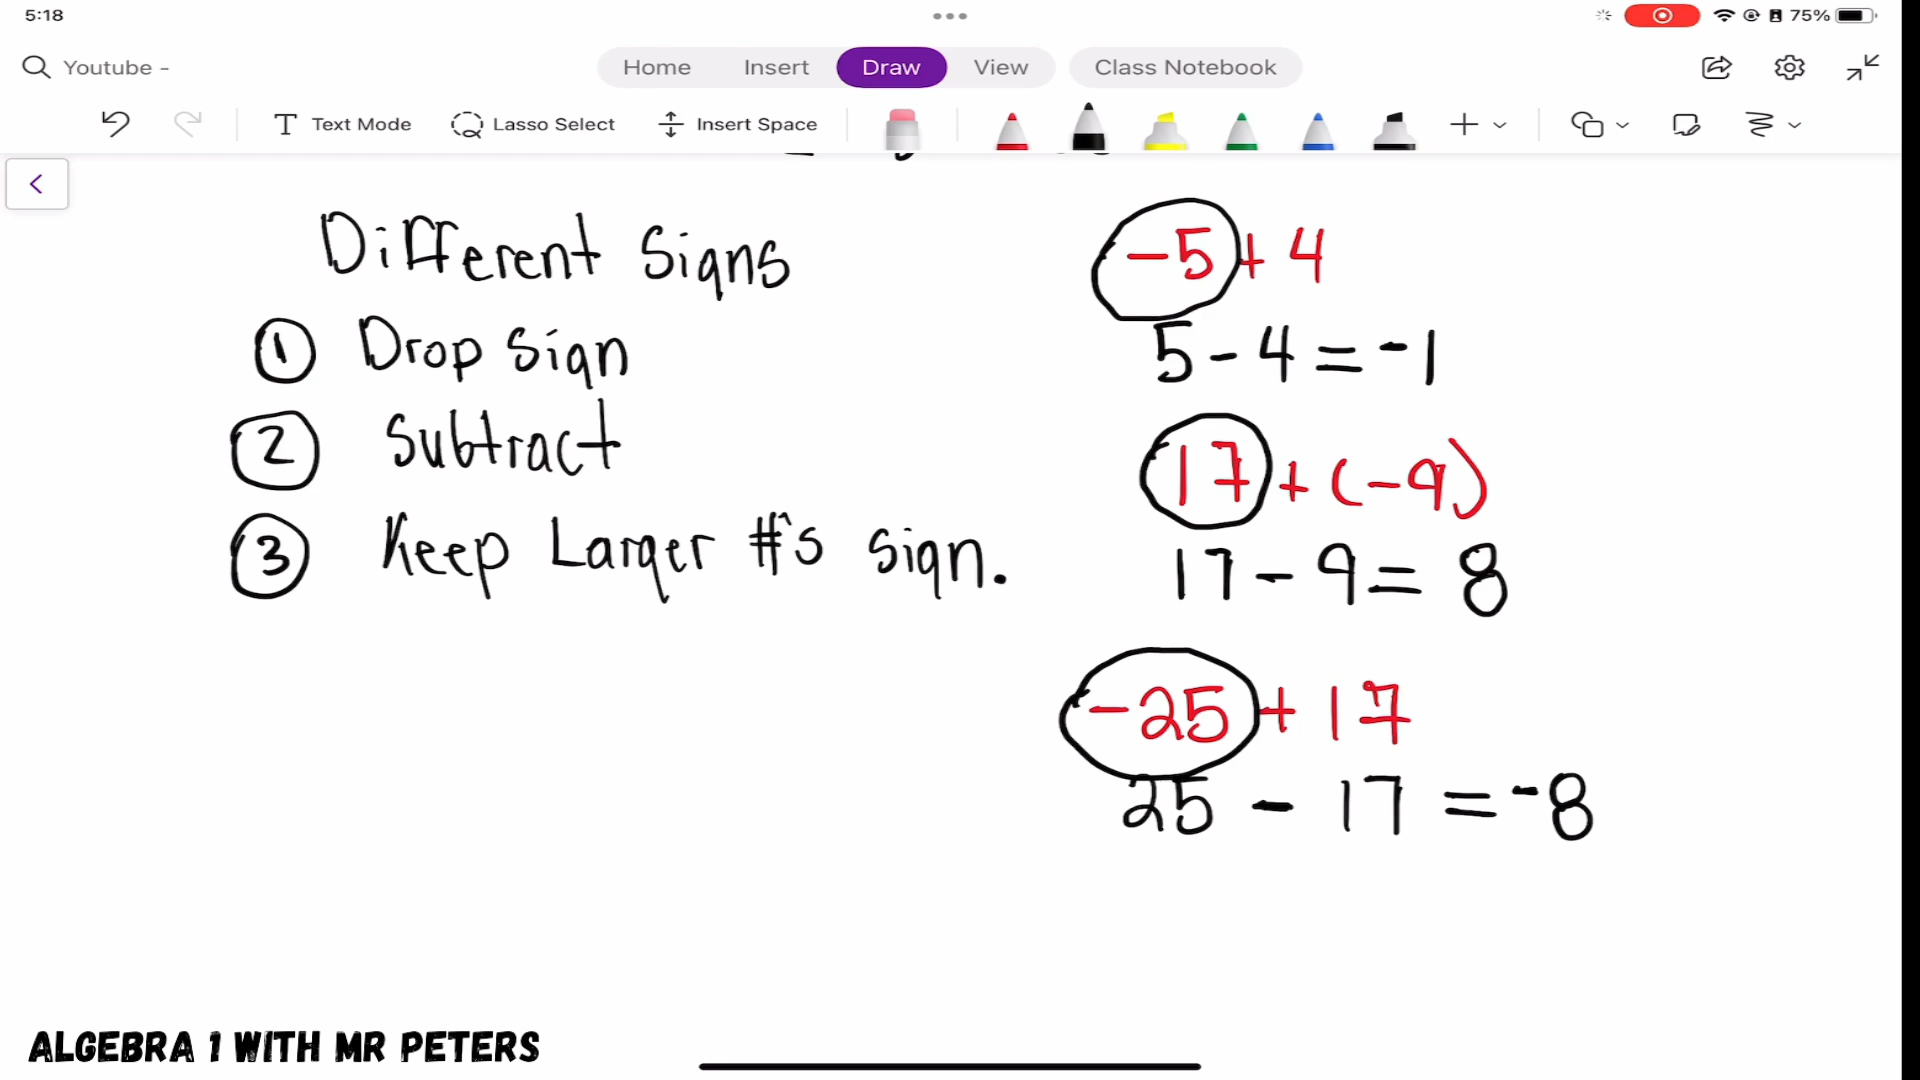 5:18
75%
Youtube -
Home Insert Draw View Class Notebook
Text Mode Lasso Select Insert Space
Different Signs
1 Drop sign
2 Subtract
3 Keep Larger #'s sign.
-5 + 4
5 - 4 = -1
17 + (-9)
17 - 9 = 8
-25 + 17
25 - 17 = -8
ALGEBRA 1 WITH MR PETERS